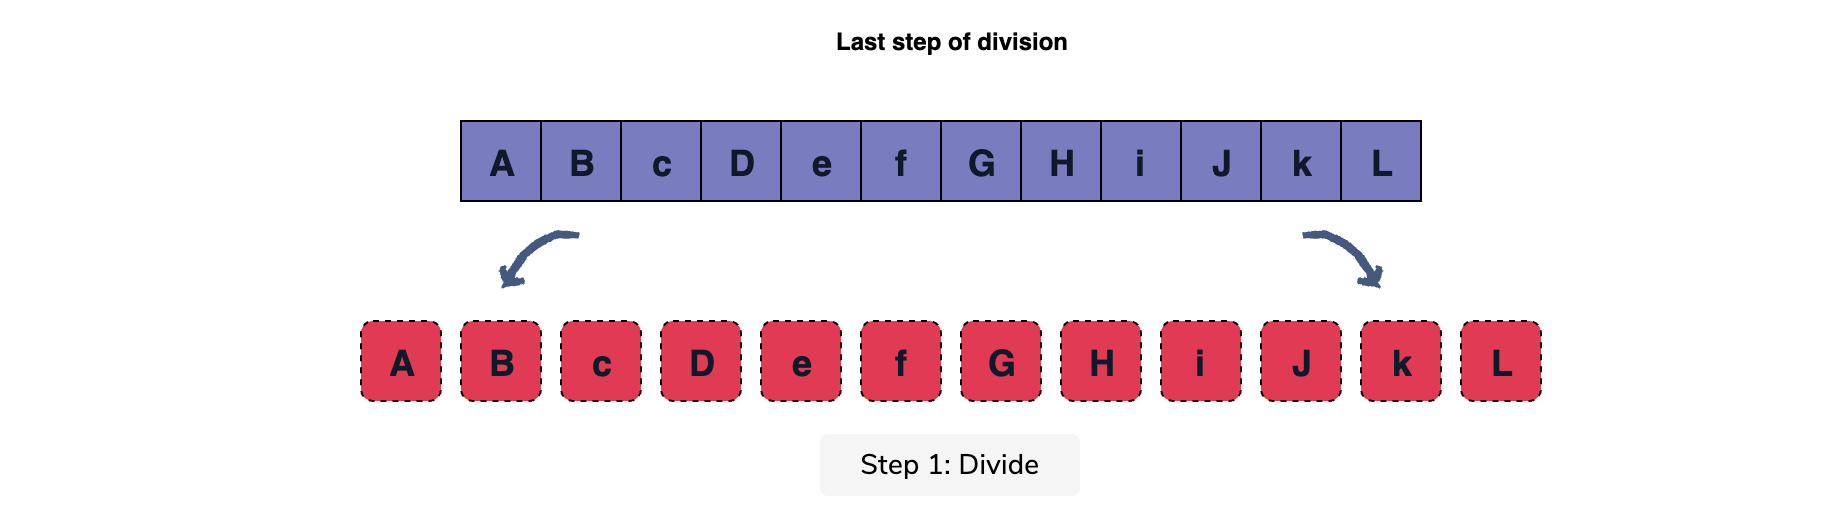 Last step of division
A B c D e f G H i J k L
A B c D e f G H i J k L
Step 1: Divide